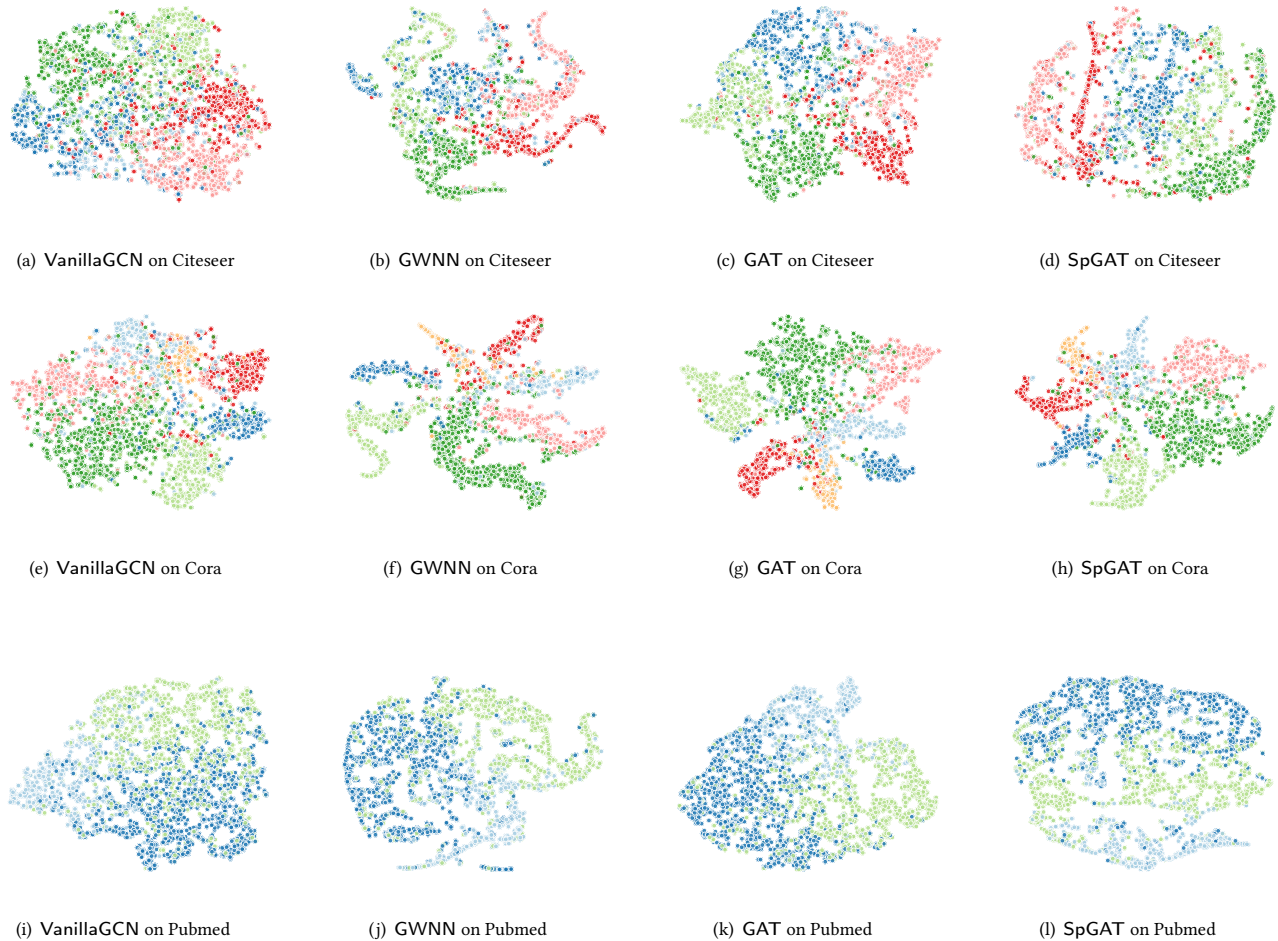 (a) VanillaGCN on Citeseer
(b) GWNN on Citeseer
(c) GAT on Citeseer
(d) SpGAT on Citeseer
(e) VanillaGCN on Cora
(f) GWNN on Cora
(g) GAT on Cora
(h) SpGAT on Cora
(i) VanillaGCN on Pubmed
(j) GWNN on Pubmed
(k) GAT on Pubmed
(l) SpGAT on Pubmed